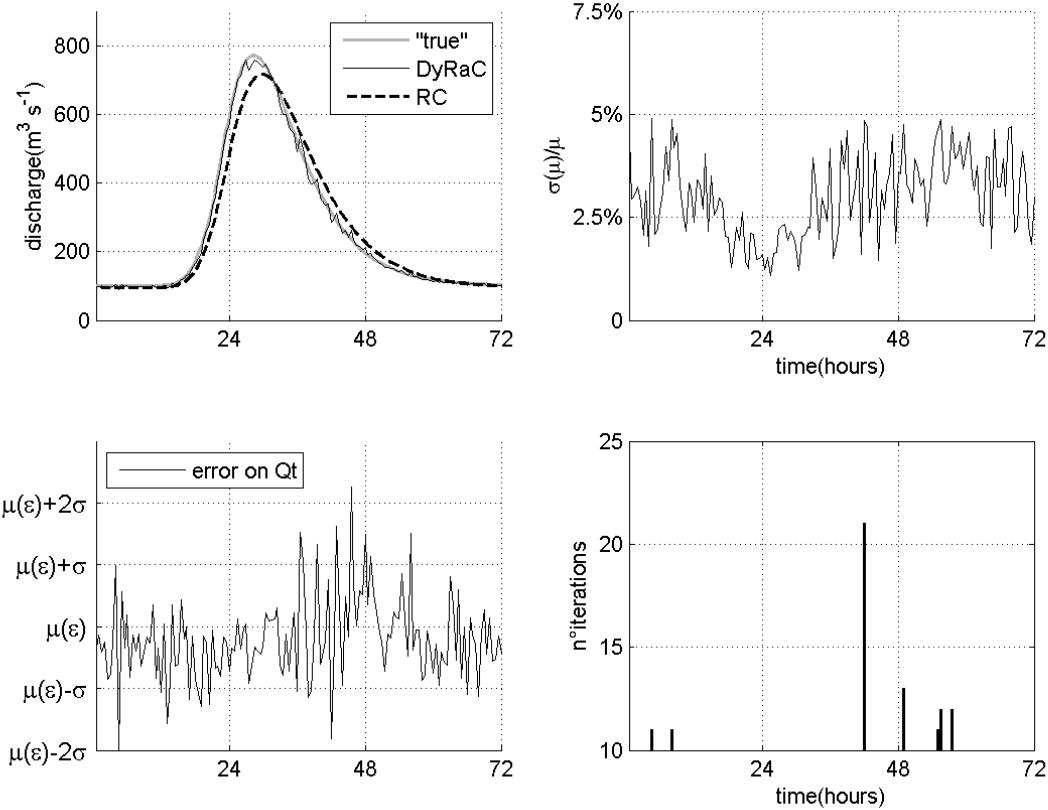 800
600
400
200
0
discharge(m³ s⁻¹)
"true"
DyRaC
RC
24
48
72
7.5%
5%
2.5%
0
σ(μ)/μ
24
48
72
time(hours)
error on Qt
μ(ε)+2σ
μ(ε)+σ
μ(ε)
μ(ε)-σ
μ(ε)-2σ
24
48
72
25
20
15
10
n°iterations
24
48
72
time(hours)